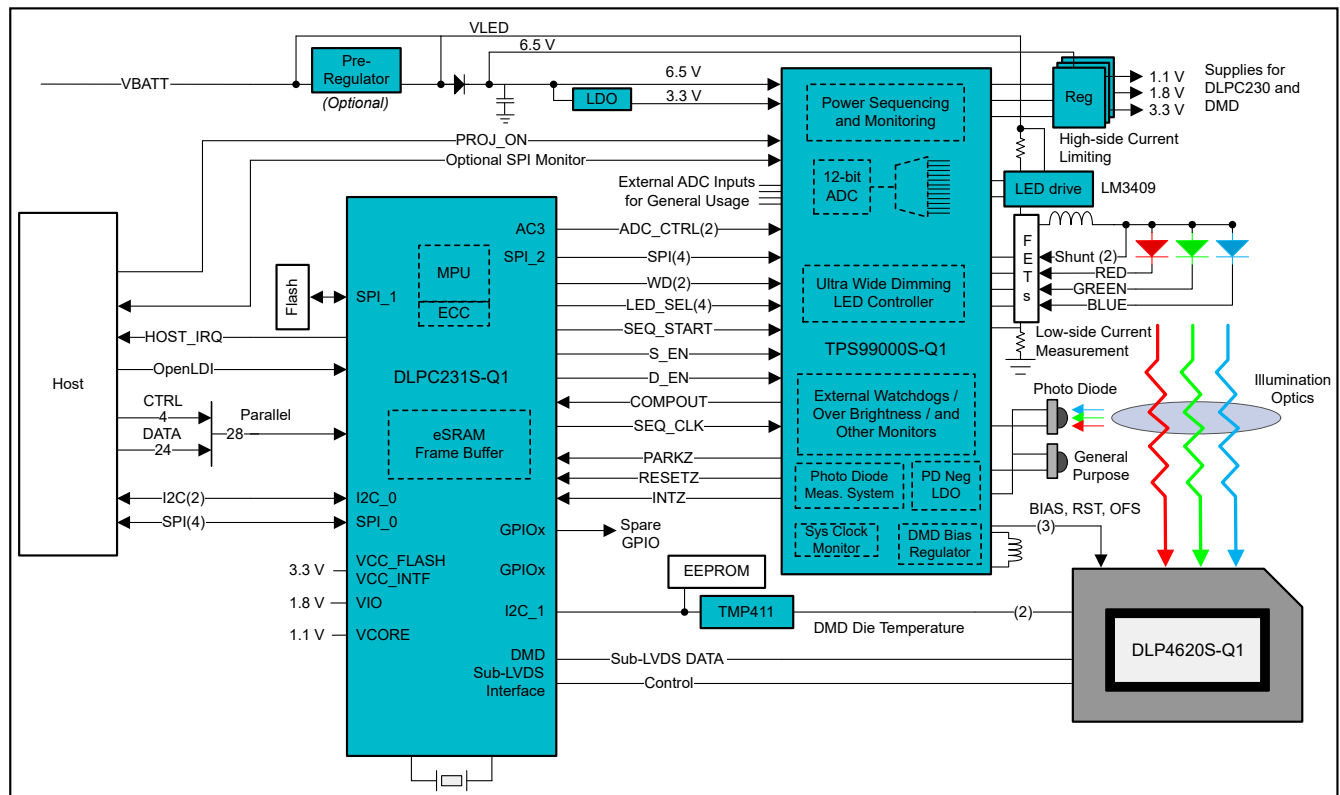 VLED
6.5 V
Pre-
Regulator
(Optional)
VBATT
6.5 V
LDO
3.3 V
Reg
1.1 V
1.8 V
3.3 V
Supplies for
DLPC230 and
DMD
High-side Current
Limiting
PROJ_ON
Optional SPI Monitor
Power Sequencing
and Monitoring
12-bit
ADC
External ADC Inputs
for General Usage
LED drive
LM3409
FETs
Shunt (2)
RED
GREEN
BLUE
Low-side Current
Measurement
Ultra Wide Dimming
LED Controller
TPS99000S-Q1
External Watchdogs /
Over Brightness / and
Other Monitors
Photo Diode
Meas. System
PD Neg
LDO
Sys Clock
Monitor
DMD Bias
Regulator
Photo Diode
General
Purpose
Illumination
Optics
BIAS, RST, OFS
(3)
Host
Flash
HOST_IRQ
OpenLDI
CTRL
4
DATA
24
Parallel
28
I2C(2)
SPI(4)
3.3 V
1.8 V
1.1 V
AC3
SPI_2
MPU
ECC
SPI_1
DLPC231S-Q1
eSRAM
Frame Buffer
I2C_0
SPI_0
GPIOx
VCC_FLASH
VCC_INTF
GPIOx
VIO
I2C_1
VCORE
DMD
Sub-LVDS
Interface
ADC_CTRL(2)
SPI(4)
WD(2)
LED_SEL(4)
SEQ_START
S_EN
D_EN
COMPOUT
SEQ_CLK
PARKZ
RESETZ
INTZ
Spare
GPIO
EEPROM
TMP411
(2)
DMD Die Temperature
Sub-LVDS DATA
Control
DLP4620S-Q1